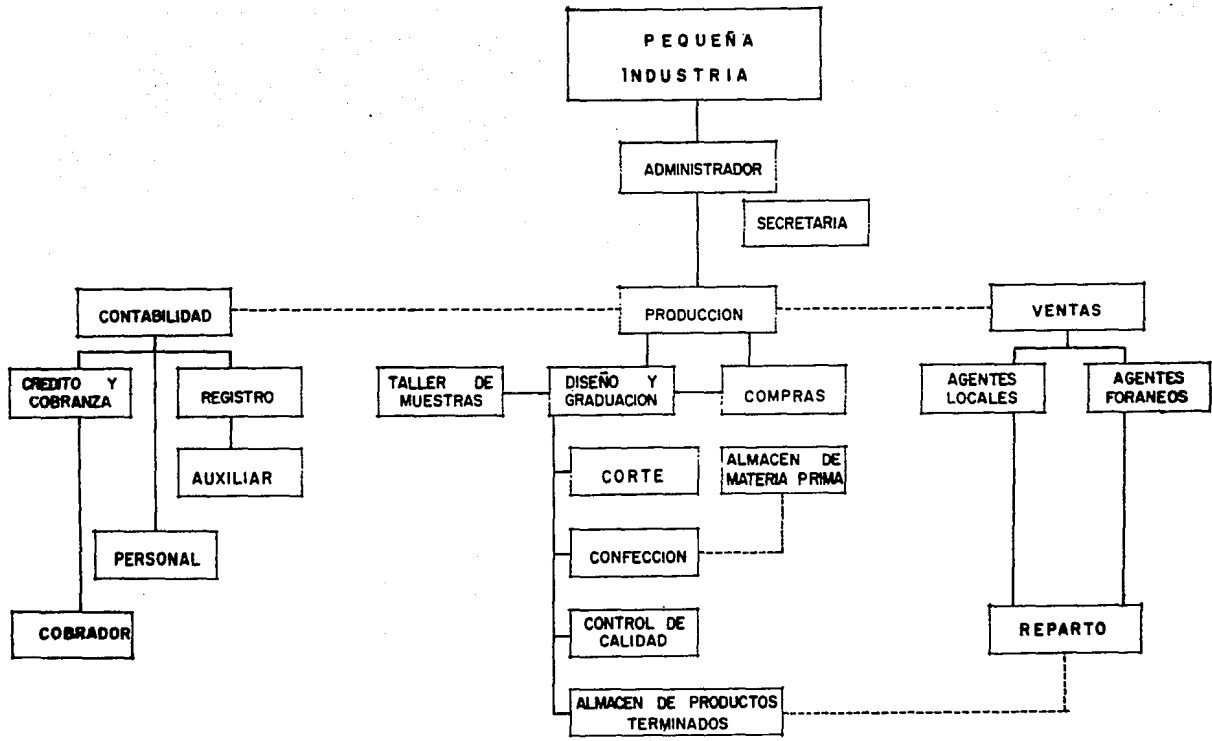 PEQUEÑA
INDUSTRIA
ADMINISTRADOR
SECRETARIA
CONTABILIDAD
PRODUCCION
VENTAS
CREDITO Y
COBRANZA
REGISTRO
TALLER DE
MUESTRAS
DISEÑO Y
GRADUACION
COMPRAS
AGENTES
LOCALES
AGENTES
FORANEOS
AUXILIAR
CORTE
ALMACEN DE
MATERIA PRIMA
PERSONAL
CONFECCION
COBRADOR
CONTROL DE
CALIDAD
REPARTO
ALMACEN DE PRODUCTOS
TERMINADOS